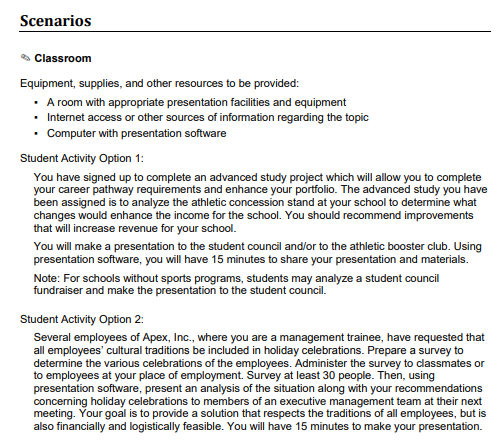 Scenarios
✎ Classroom
Equipment, supplies, and other resources to be provided:
▪ A room with appropriate presentation facilities and equipment
▪ Internet access or other sources of information regarding the topic
▪ Computer with presentation software
Student Activity Option 1:
You have signed up to complete an advanced study project which will allow you to complete
your career pathway requirements and enhance your portfolio. The advanced study you have
been assigned is to analyze the athletic concession stand at your school to determine what
changes would enhance the income for the school. You should recommend improvements
that will increase revenue for your school.
You will make a presentation to the student council and/or to the athletic booster club. Using
presentation software, you will have 15 minutes to share your presentation and materials.
Note: For schools without sports programs, students may analyze a student council
fundraiser and make the presentation to the student council.
Student Activity Option 2:
Several employees of Apex, Inc., where you are a management trainee, have requested that
all employees' cultural traditions be included in holiday celebrations. Prepare a survey to
determine the various celebrations of the employees. Administer the survey to classmates or
to employees at your place of employment. Survey at least 30 people. Then, using
presentation software, present an analysis of the situation along with your recommendations
concerning holiday celebrations to members of an executive management team at their next
meeting. Your goal is to provide a solution that respects the traditions of all employees, but is
also financially and logistically feasible. You will have 15 minutes to make your presentation.